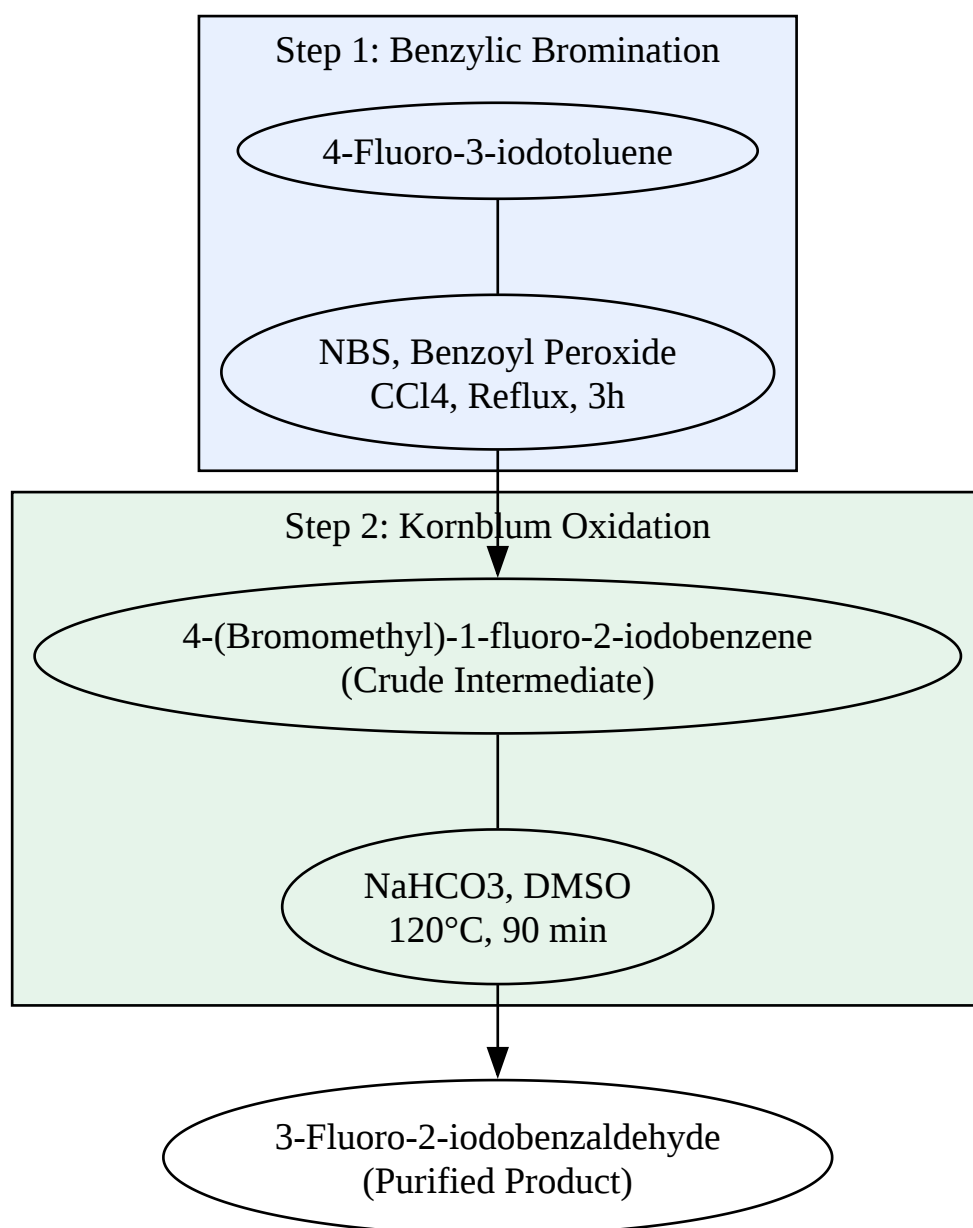 Step 1: Benzylic Bromination
4-Fluoro-3-iodotoluene
NBS, Benzoyl Peroxide
CCl4, Reflux, 3h
Step 2: Kornblum Oxidation
4-(Bromomethyl)-1-fluoro-2-iodobenzene
(Crude Intermediate)
NaHCO3, DMSO
120°C, 90 min
3-Fluoro-2-iodobenzaldehyde
(Purified Product)